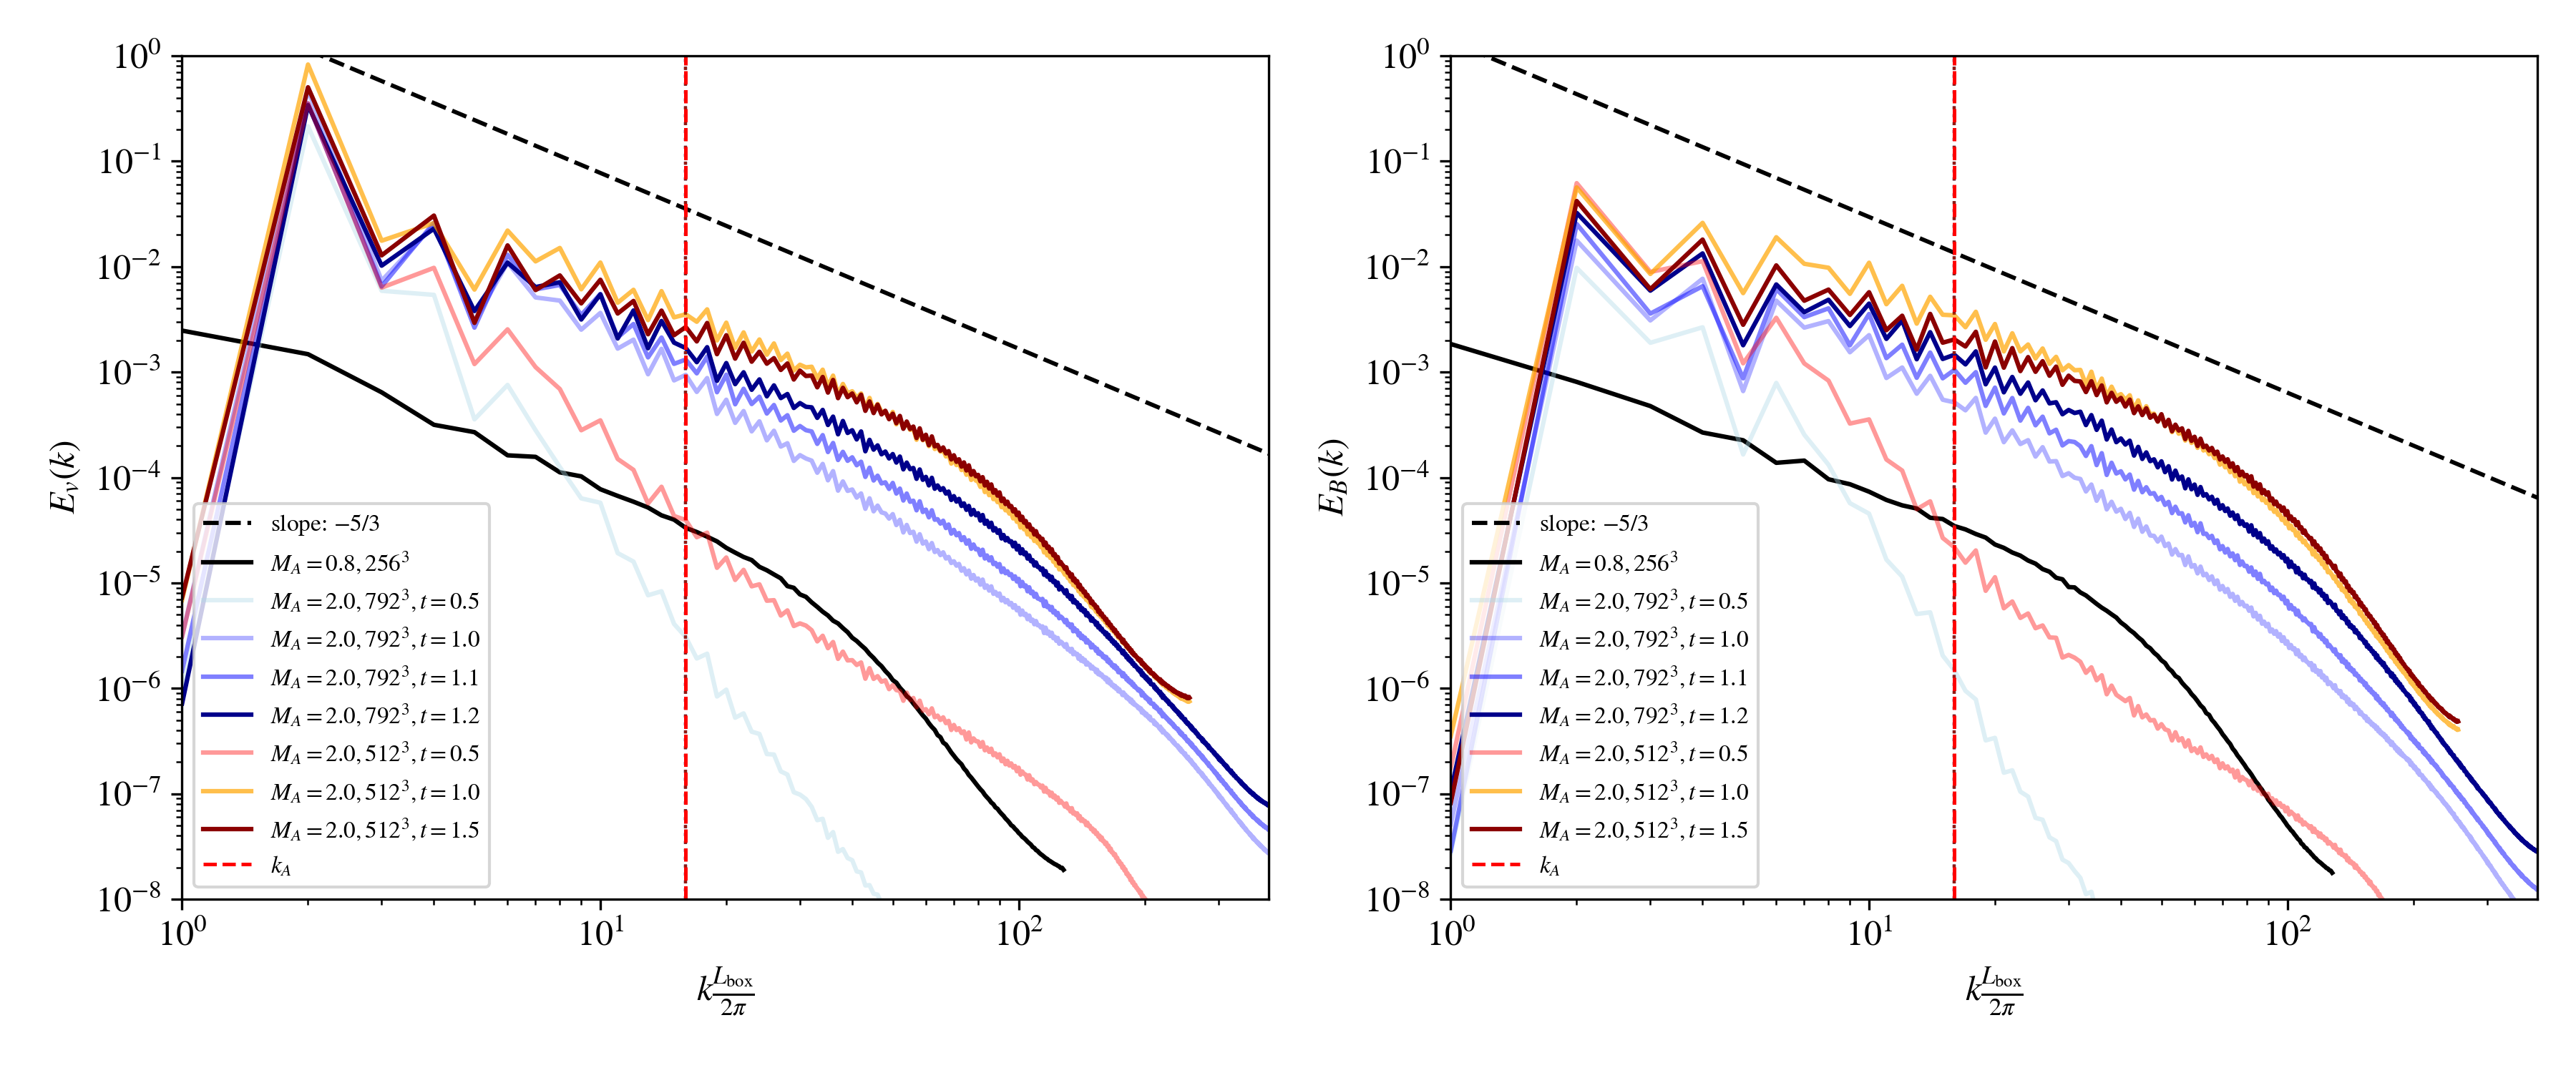 10^0
10^−1
10^−2
10^−3
10^−4
10^−5
10^−6
10^−7
10^−8
E_v(k)
slope: −5/3
M_A = 0.8, 256^3
M_A = 2.0, 792^3, t = 0.5
M_A = 2.0, 792^3, t = 1.0
M_A = 2.0, 792^3, t = 1.1
M_A = 2.0, 792^3, t = 1.2
M_A = 2.0, 512^3, t = 0.5
M_A = 2.0, 512^3, t = 1.0
M_A = 2.0, 512^3, t = 1.5
k_A
10^0 10^1 10^2
k L_box/2π
10^0
10^−1
10^−2
10^−3
10^−4
10^−5
10^−6
10^−7
10^−8
E_B(k)
slope: −5/3
M_A = 0.8, 256^3
M_A = 2.0, 792^3, t = 0.5
M_A = 2.0, 792^3, t = 1.0
M_A = 2.0, 792^3, t = 1.1
M_A = 2.0, 792^3, t = 1.2
M_A = 2.0, 512^3, t = 0.5
M_A = 2.0, 512^3, t = 1.0
M_A = 2.0, 512^3, t = 1.5
k_A
10^0 10^1 10^2
k L_box/2π